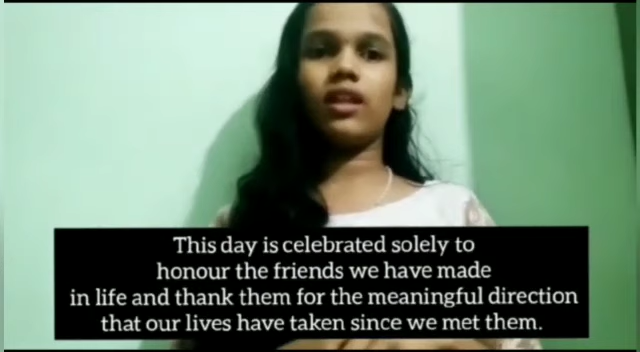 This day is celebrated solely to
honour the friends we have made
in life and thank them for the meaningful direction
that our lives have taken since we met them.